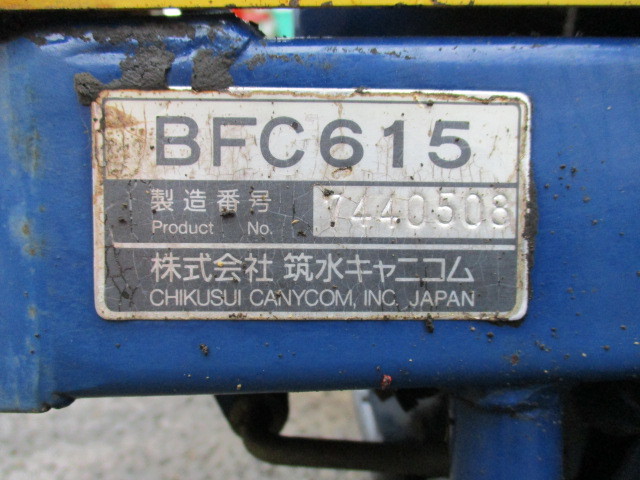 BFC615
製造番号 7440508
Product No.
株式会社 筑水キャニコム
CHIKUSUI CANYCOM, INC. JAPAN